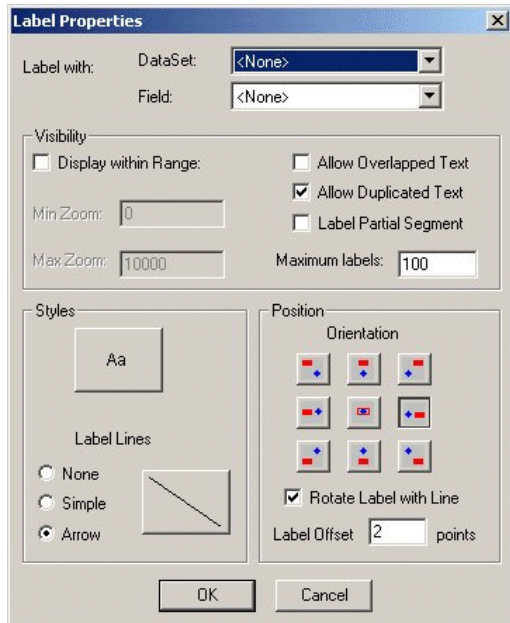 Label Properties
Label with: DataSet: <None>
Field: <None>
Visibility
Display within Range:
Allow Overlapped Text
Allow Duplicated Text
Min Zoom: 0
Label Partial Segment
Max Zoom: 10000
Maximum labels: 100
Styles
Aa
Label Lines
None
Simple
Arrow
Position
Orientation
Rotate Label with Line
Label Offset 2 points
OK
Cancel